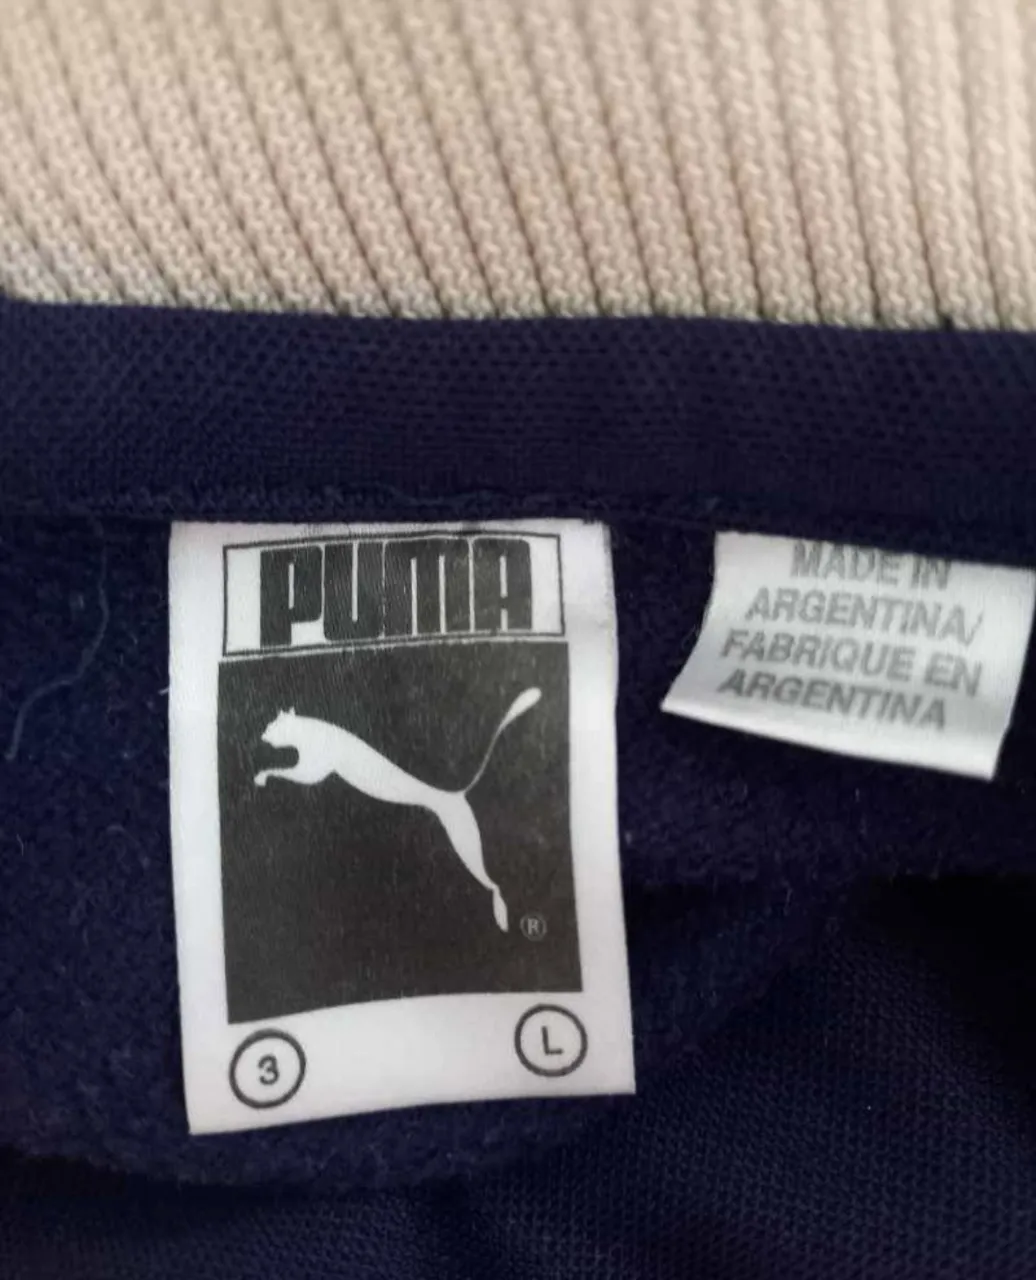 PUMA
®
3
L
MADE IN
ARGENTINA/
FABRIQUE EN
ARGENTINA